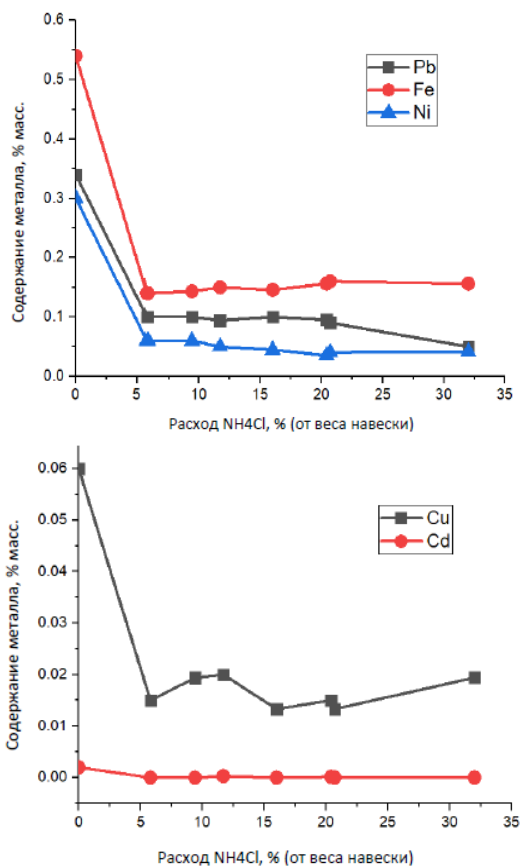 Содержание металла, % масс.
0.6
0.5
0.4
0.3
0.2
0.1
0.0
Pb
Fe
Ni
0 5 10 15 20 25 30 35
Расход NH4Cl, % (от веса навески)
Содержание металла, % масс.
0.06
0.05
0.04
0.03
0.02
0.01
0.00
Cu
Cd
0 5 10 15 20 25 30 35
Расход NH4Cl, % (от веса навески)